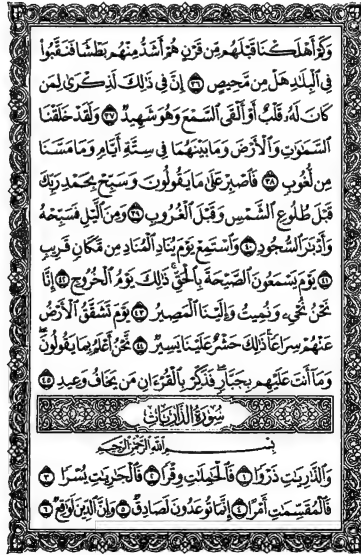 وَكَمْ أَهْلَكْنَا قَبْلَهُم مِّن قَرْنٍ هُمْ أَشَدُّ مِنْهُم بَطْشًا فَنَقَّبُوا۟
فِى ٱلْبِلَٰدِ هَلْ مِن مَّحِيصٍ ٣٦ إِنَّ فِى ذَٰلِكَ لَذِكْرَىٰ لِمَن
كَانَ لَهُۥ قَلْبٌ أَوْ أَلْقَى ٱلسَّمْعَ وَهُوَ شَهِيدٌ ٣٧ وَلَقَدْ خَلَقْنَا
ٱلسَّمَٰوَٰتِ وَٱلْأَرْضَ وَمَا بَيْنَهُمَا فِى سِتَّةِ أَيَّامٍ وَمَا مَسَّنَا
مِن لُّغُوبٍ ٣٨ فَٱصْبِرْ عَلَىٰ مَا يَقُولُونَ وَسَبِّحْ بِحَمْدِ رَبِّكَ
قَبْلَ طُلُوعِ ٱلشَّمْسِ وَقَبْلَ ٱلْغُرُوبِ ٣٩ وَمِنَ ٱلَّيْلِ فَسَبِّحْهُ
وَأَدْبَٰرَ ٱلسُّجُودِ ٤٠ وَٱسْتَمِعْ يَوْمَ يُنَادِ ٱلْمُنَادِ مِن مَّكَانٍ قَرِيبٍ
٤١ يَوْمَ يَسْمَعُونَ ٱلصَّيْحَةَ بِٱلْحَقِّ ذَٰلِكَ يَوْمُ ٱلْخُرُوجِ ٤٢ إِنَّا
نَحْنُ نُحْىِۦ وَنُمِيتُ وَإِلَيْنَا ٱلْمَصِيرُ ٤٣ يَوْمَ تَشَقَّقُ ٱلْأَرْضُ
عَنْهُمْ سِرَاعًا ذَٰلِكَ حَشْرٌ عَلَيْنَا يَسِيرٌ ٤٤ نَّحْنُ أَعْلَمُ بِمَا يَقُولُونَ
وَمَآ أَنتَ عَلَيْهِم بِجَبَّارٍ فَذَكِّرْ بِٱلْقُرْءَانِ مَن يَخَافُ وَعِيدِ ٤٥
سُورَةُ الذَّارِيَاتِ
بِسْمِ ٱللَّهِ ٱلرَّحْمَٰنِ ٱلرَّحِيمِ
وَٱلذَّٰرِيَٰتِ ذَرْوًا ١ فَٱلْحَٰمِلَٰتِ وِقْرًا ٢ فَٱلْجَٰرِيَٰتِ يُسْرًا ٣
فَٱلْمُقَسِّمَٰتِ أَمْرًا ٤ إِنَّمَا تُوعَدُونَ لَصَادِقٌ ٥ وَإِنَّ ٱلدِّينَ لَوَٰقِعٌ ٦